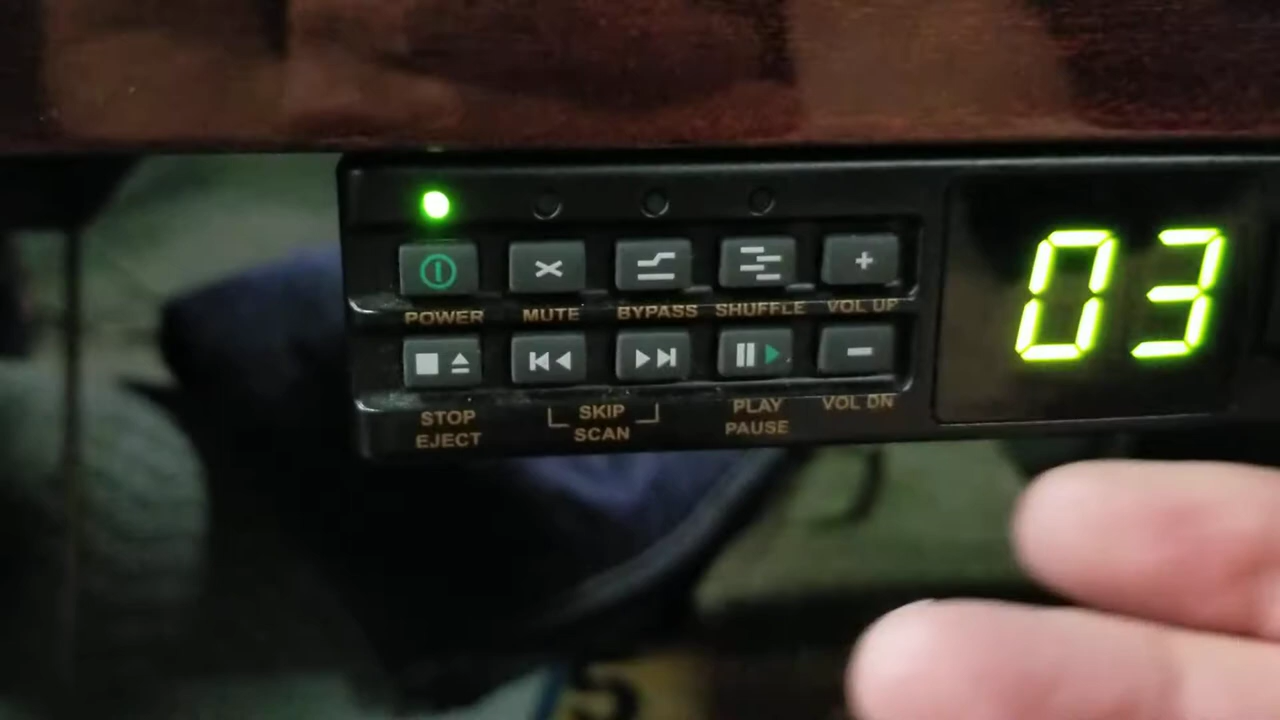 03
POWER MUTE BYPASS SHUFFLE VOL UP
STOP EJECT
SKIP SCAN
PLAY PAUSE
VOL DN